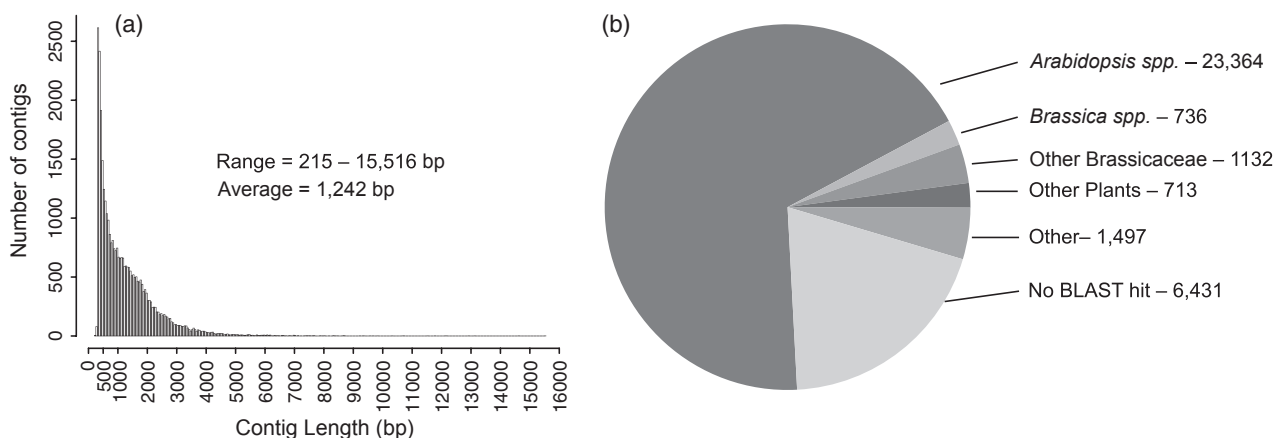 (a)
2500
2000
1500
1000
500
0
Number of contigs
Range = 215 – 15,516 bp
Average = 1,242 bp
0
500
1000
2000
3000
4000
5000
6000
7000
8000
9000
10000
11000
12000
13000
14000
15000
16000
Contig Length (bp)
(b)
Arabidopsis spp. – 23,364
Brassica spp. – 736
Other Brassicaceae – 1132
Other Plants – 713
Other– 1,497
No BLAST hit – 6,431